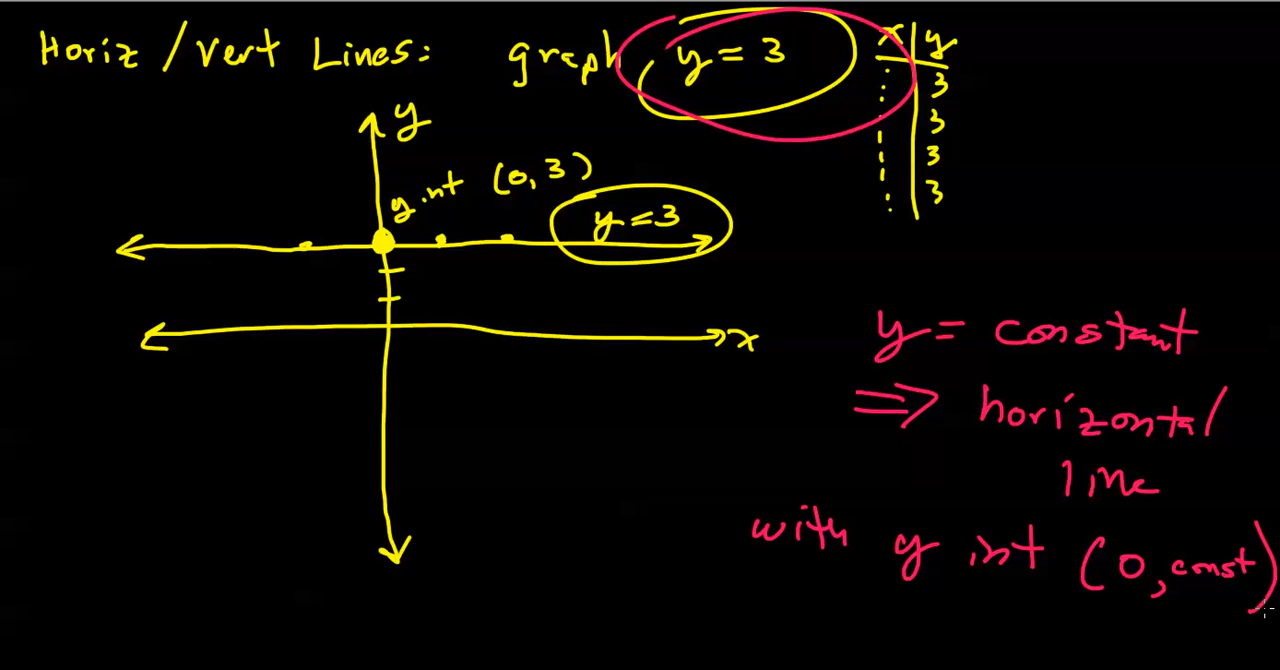 Horiz / Vert Lines: graph y = 3
x y
3
3
3
3
y
y int (0, 3)
y = 3
x
y = constant
⇒ horizontal
line
with y int (0, const)